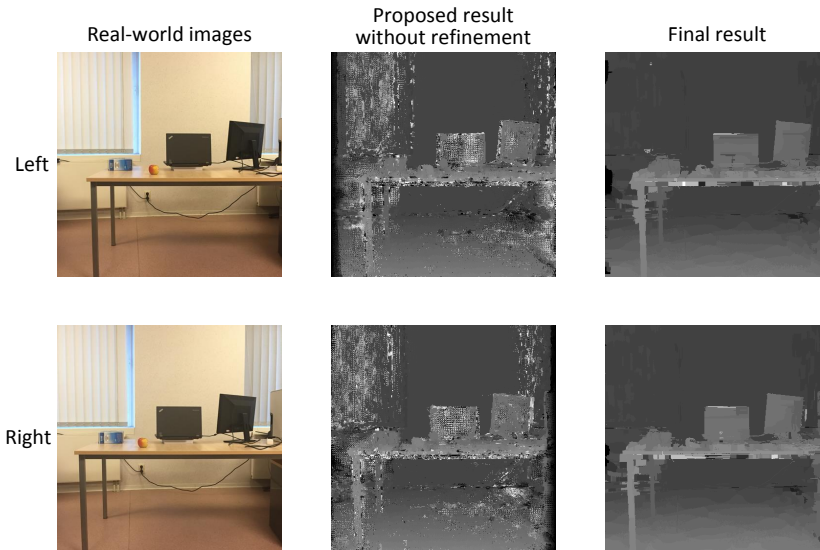 Real-world images
Proposed result
without refinement
Final result
Left
Right